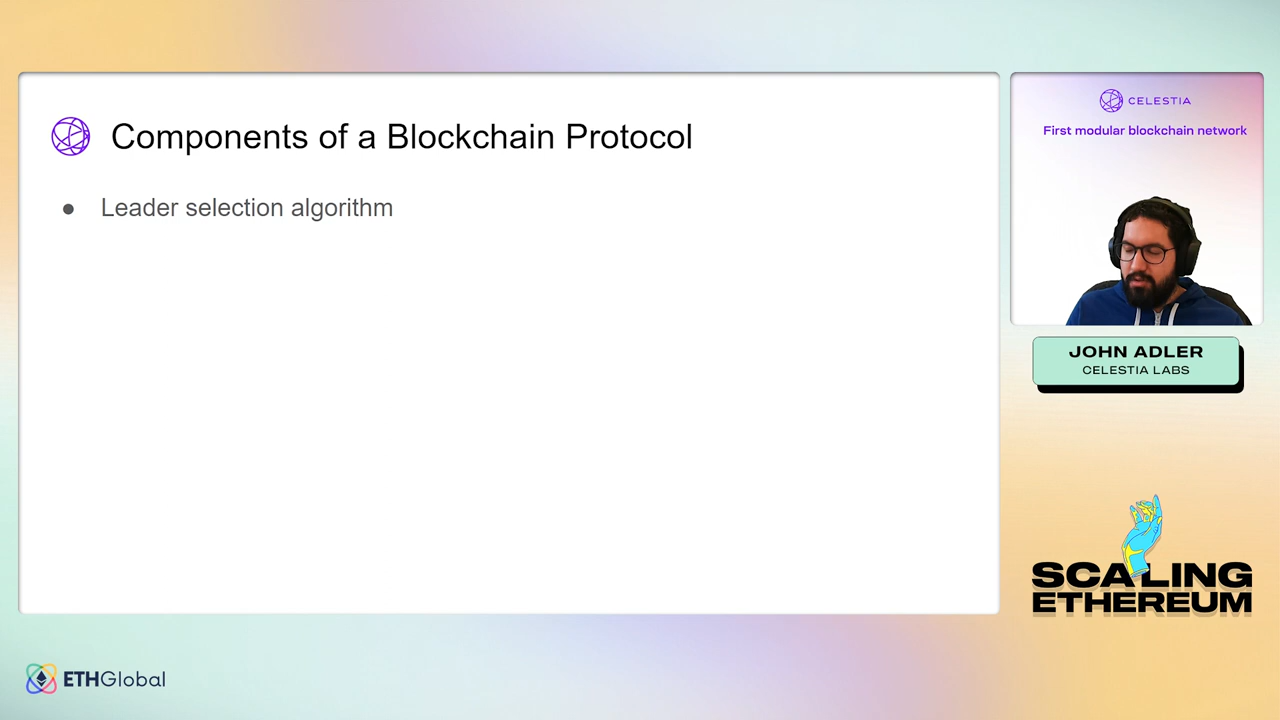 Components of a Blockchain Protocol
● Leader selection algorithm
CELESTIA
First modular blockchain network
JOHN ADLER
CELESTIA LABS
SCALING
ETHEREUM
ETHGlobal